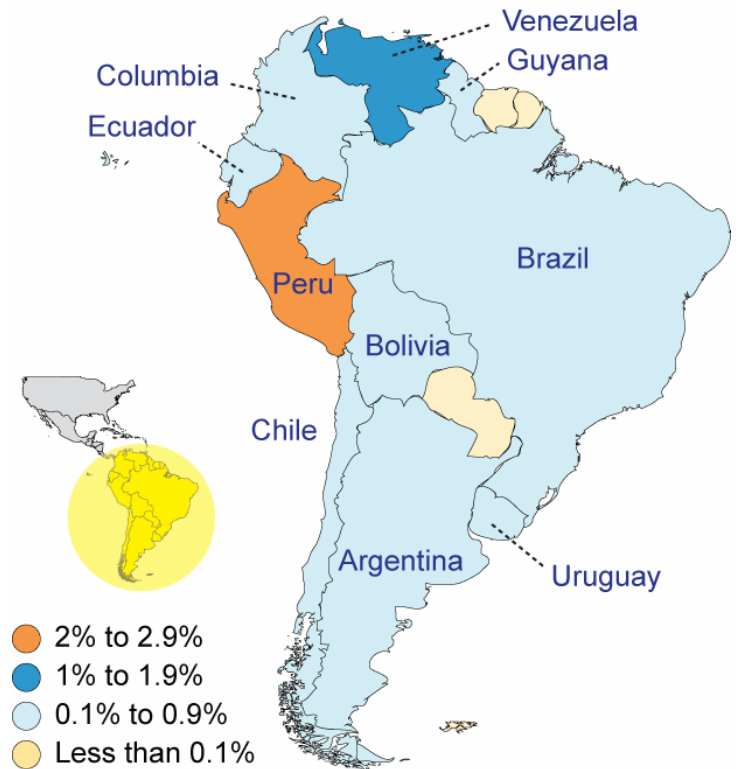 Venezuela
Columbia
Guyana
Ecuador
Brazil
Peru
Bolivia
Chile
Argentina
Uruguay
2% to 2.9%
1% to 1.9%
0.1% to 0.9%
Less than 0.1%